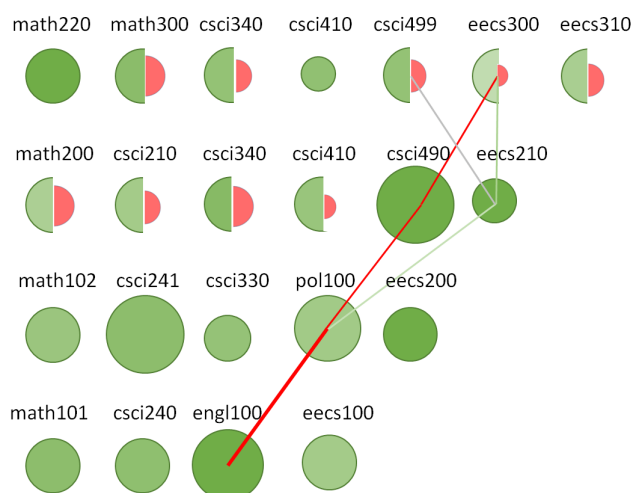 math220 math300 csci340 csci410 csci499 eecs300 eecs310
math200 csci210 csci340 csci410 csci490 eecs210
math102 csci241 csci330 pol100 eecs200
math101 csci240 engl100 eecs100